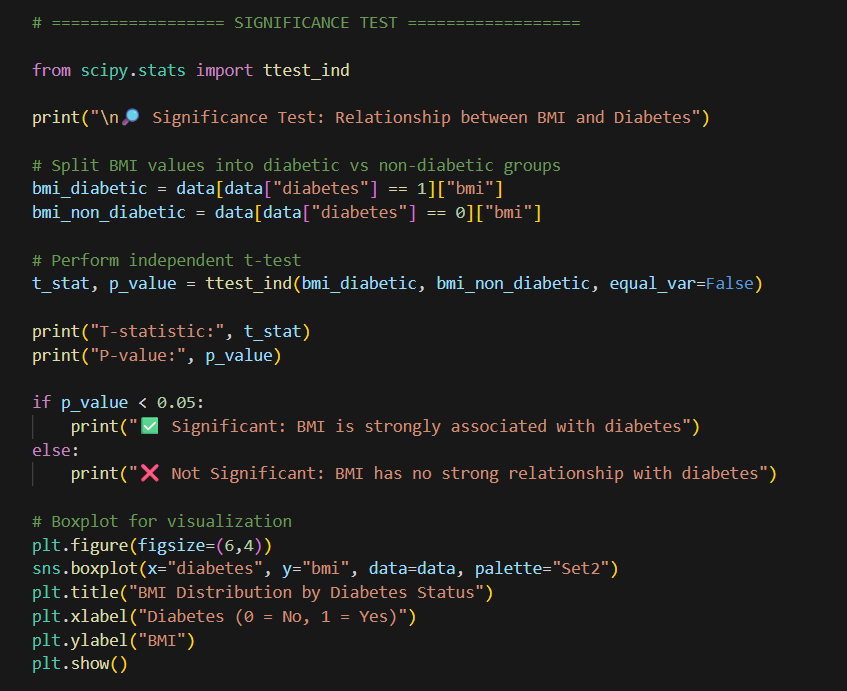 # ================== SIGNIFICANCE TEST ==================
from scipy.stats import ttest_ind
print("\n🔎 Significance Test: Relationship between BMI and Diabetes")
# Split BMI values into diabetic vs non-diabetic groups
bmi_diabetic = data[data["diabetes"] == 1]["bmi"]
bmi_non_diabetic = data[data["diabetes"] == 0]["bmi"]
# Perform independent t-test
t_stat, p_value = ttest_ind(bmi_diabetic, bmi_non_diabetic, equal_var=False)
print("T-statistic:", t_stat)
print("P-value:", p_value)
if p_value < 0.05:
    print("✅ Significant: BMI is strongly associated with diabetes")
else:
    print("❌ Not Significant: BMI has no strong relationship with diabetes")
# Boxplot for visualization
plt.figure(figsize=(6,4))
sns.boxplot(x="diabetes", y="bmi", data=data, palette="Set2")
plt.title("BMI Distribution by Diabetes Status")
plt.xlabel("Diabetes (0 = No, 1 = Yes)")
plt.ylabel("BMI")
plt.show()